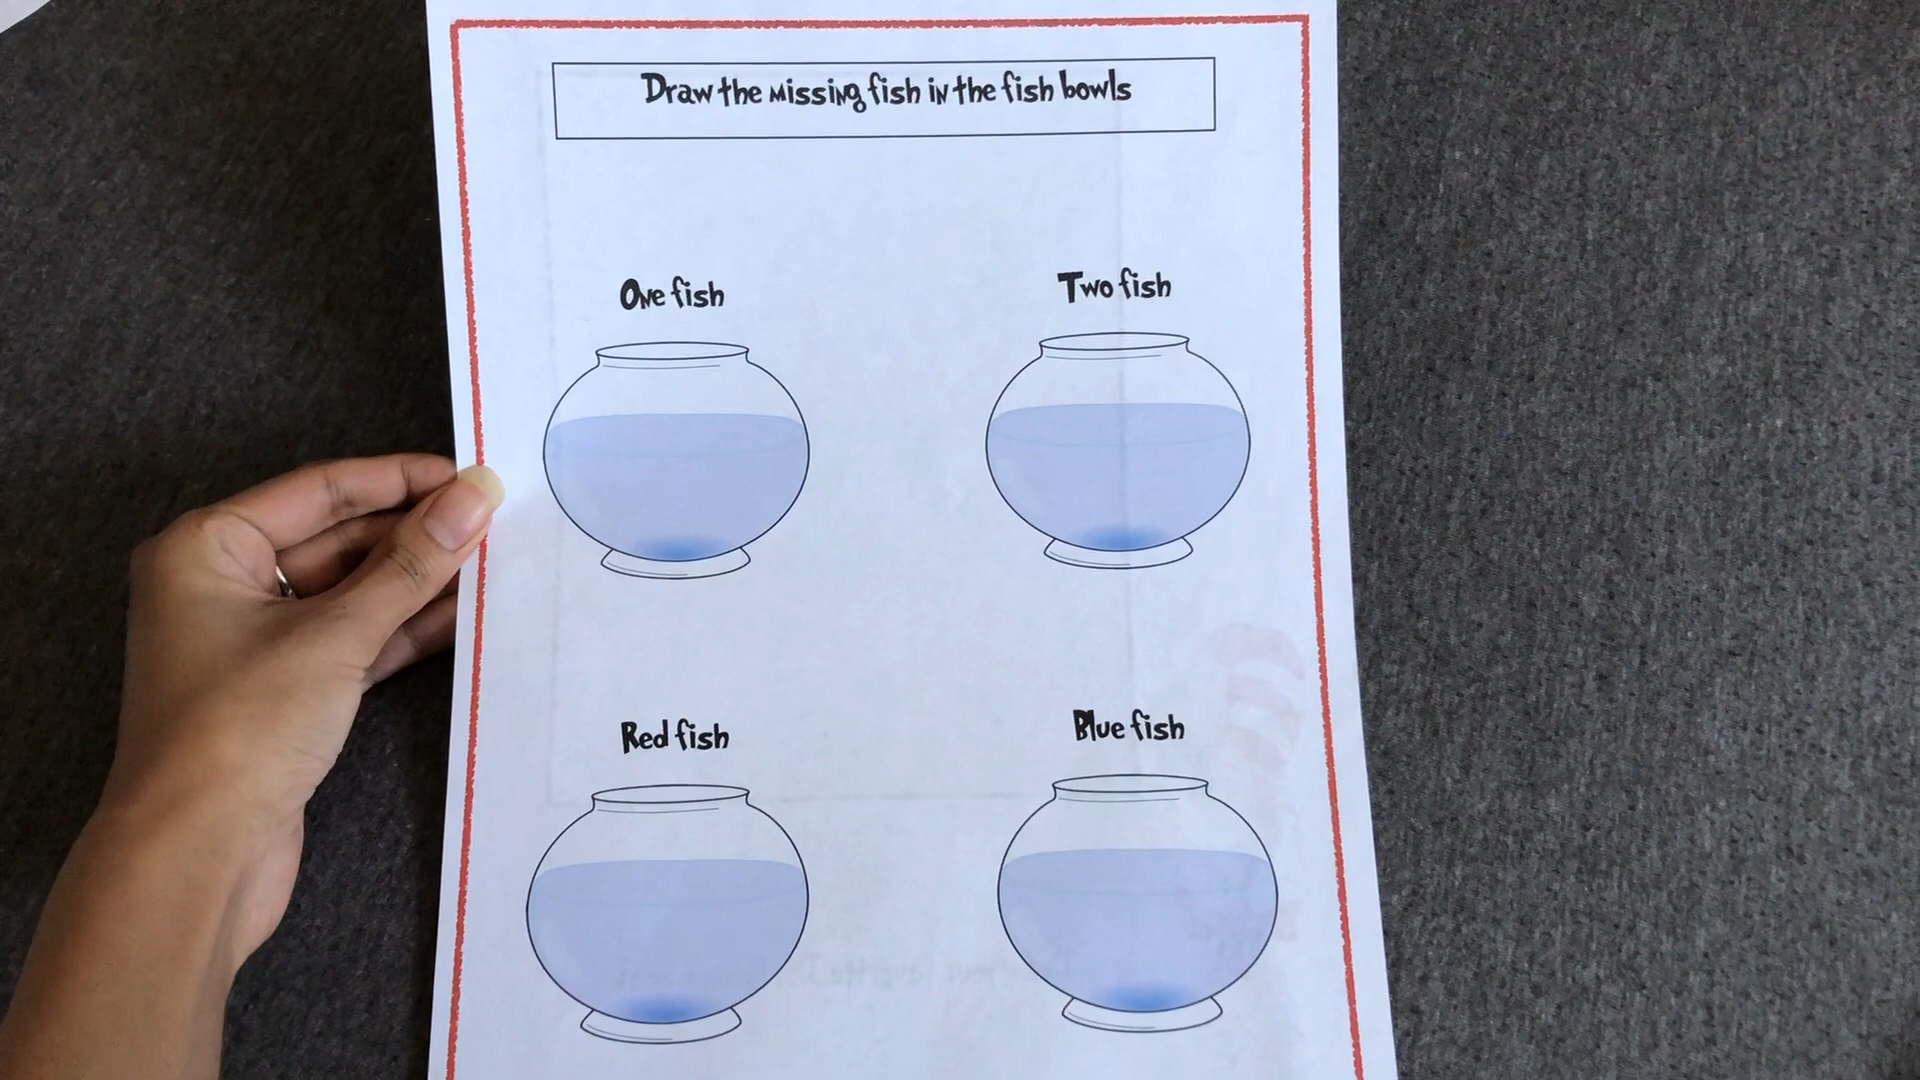 Draw the missing fish in the fish bowls
One fish
Two fish
Red fish
Blue fish